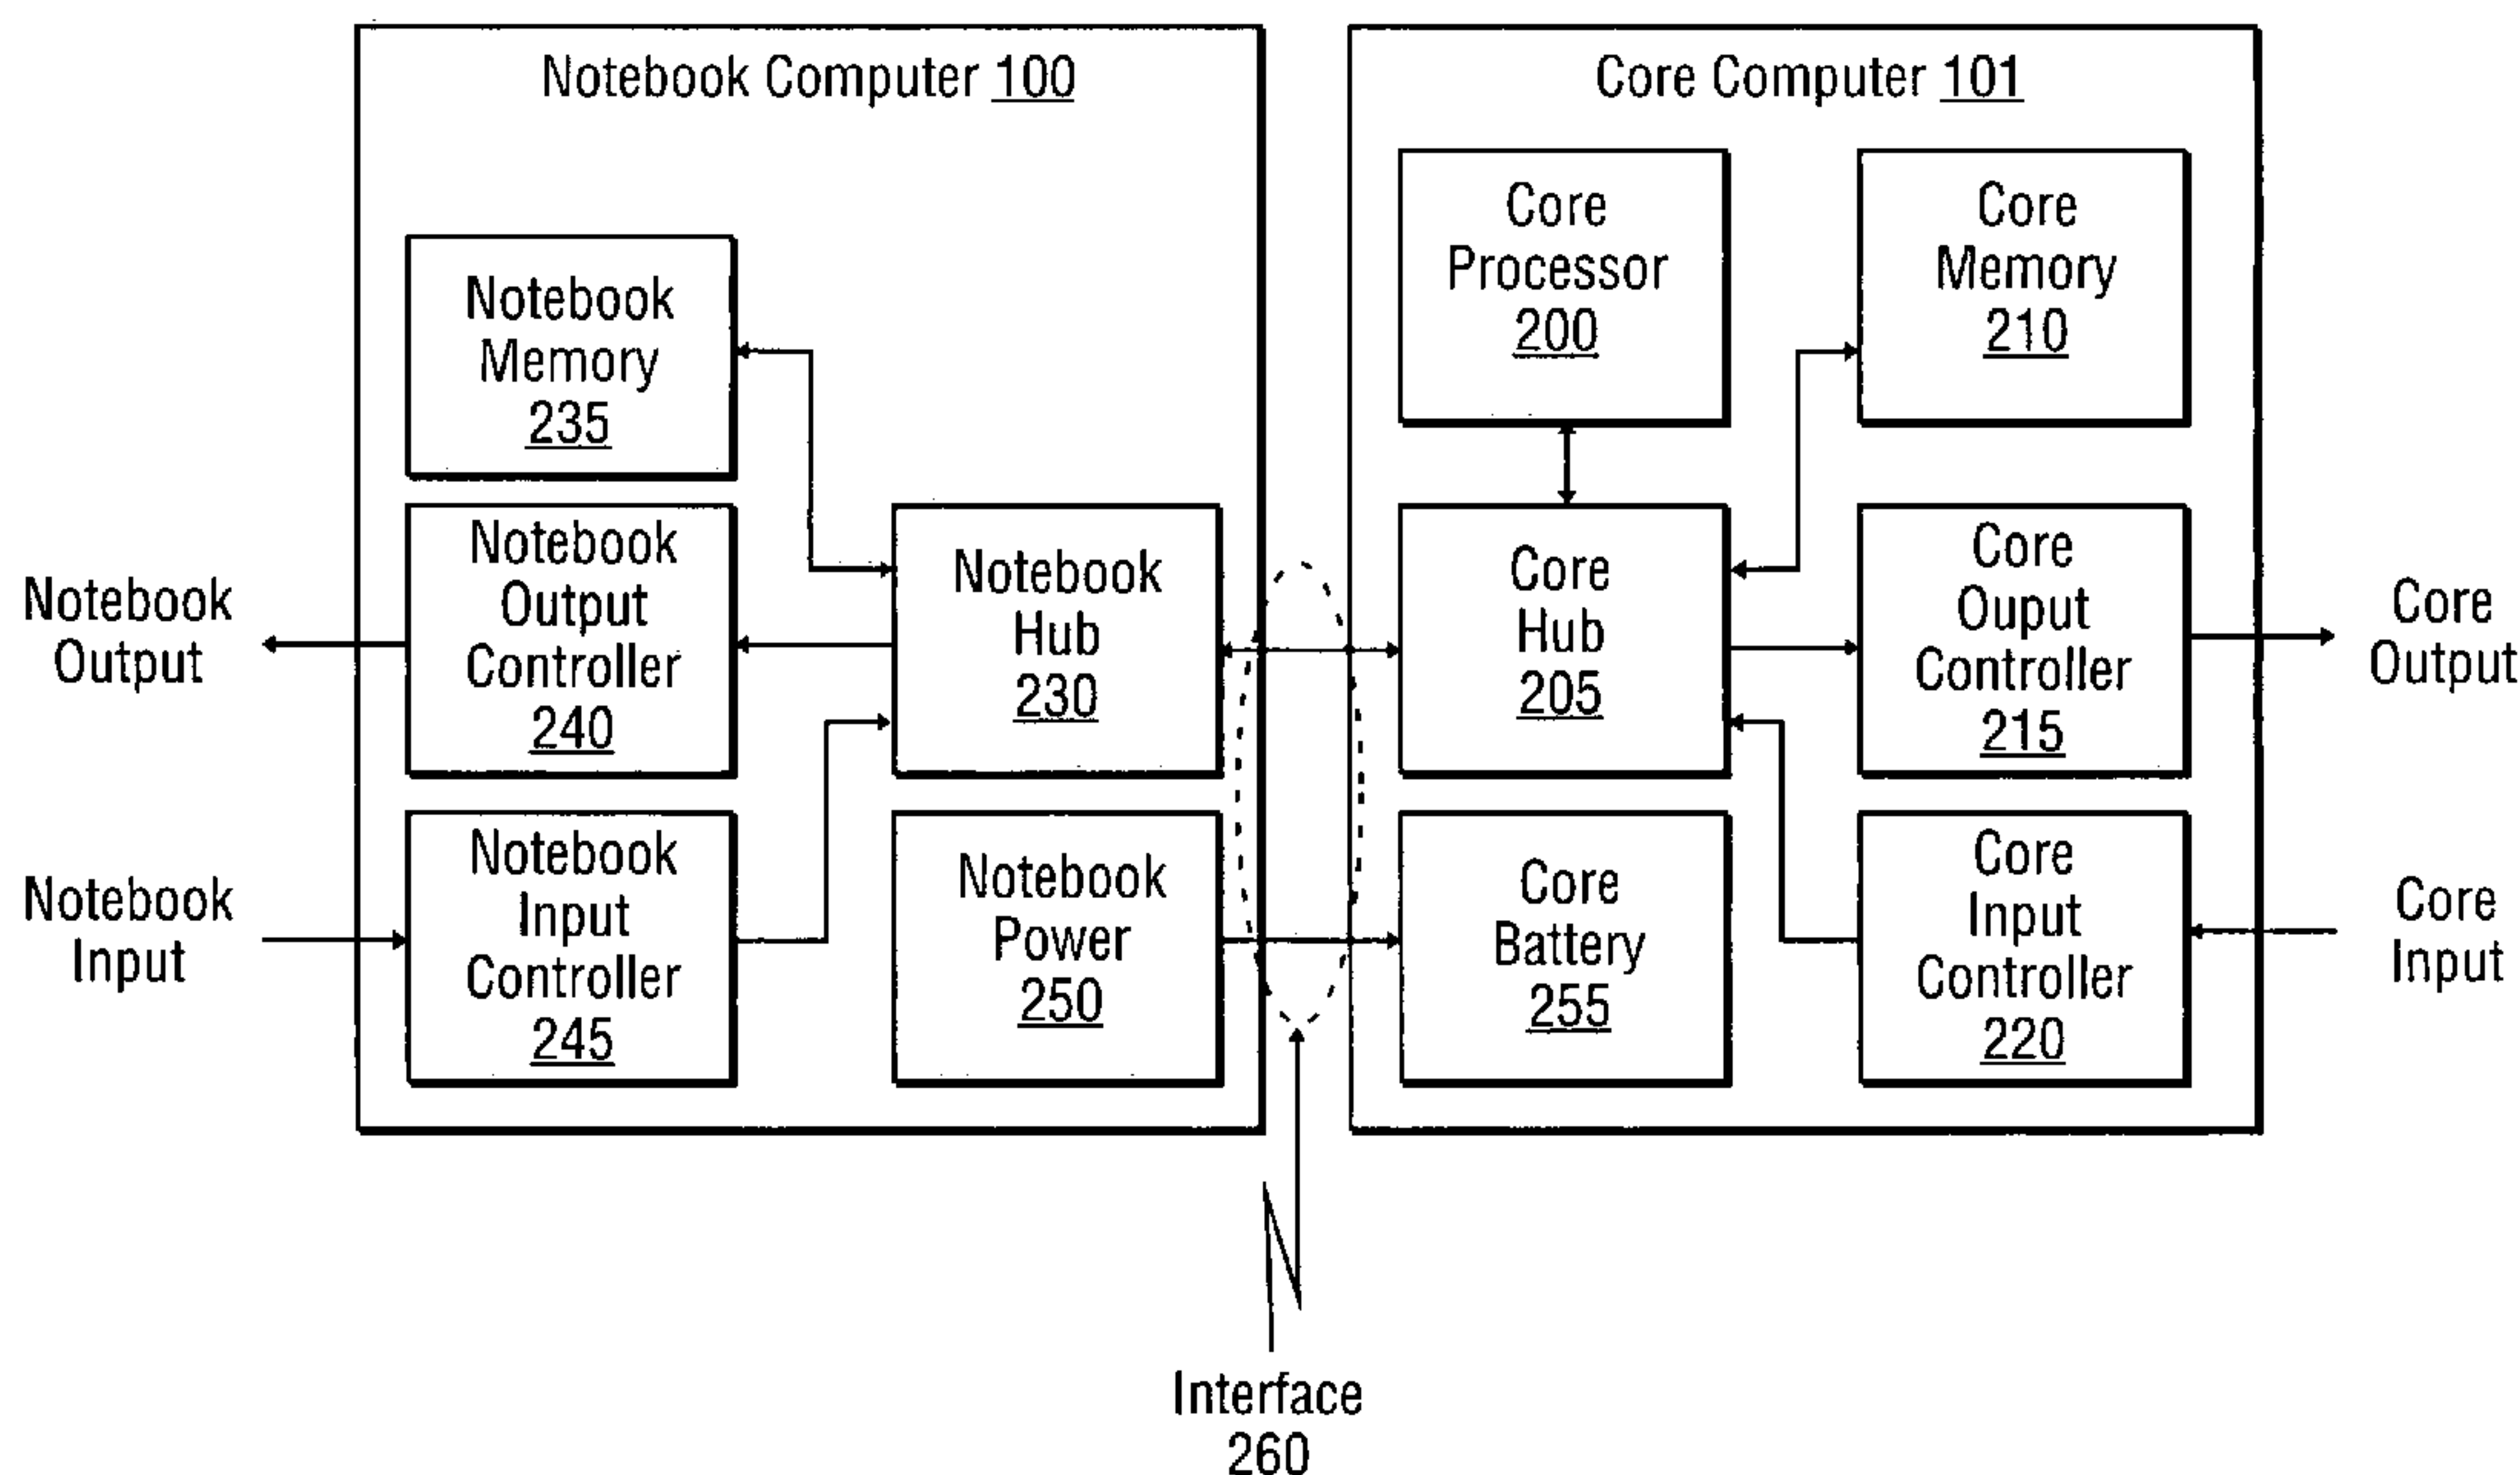 Notebook Computer 100
Core Computer 101
Notebook
Memory
235
Core
Processor
200
Core
Memory
210
Notebook
Output
Notebook
Output
Controller
240
Notebook
Hub
230
Core
Hub
205
Core
Ouput
Controller
215
Core
Output
Notebook
Input
Notebook
Input
Controller
245
Notebook
Power
250
Core
Battery
255
Core
Input
Controller
220
Core
Input
Interface
260